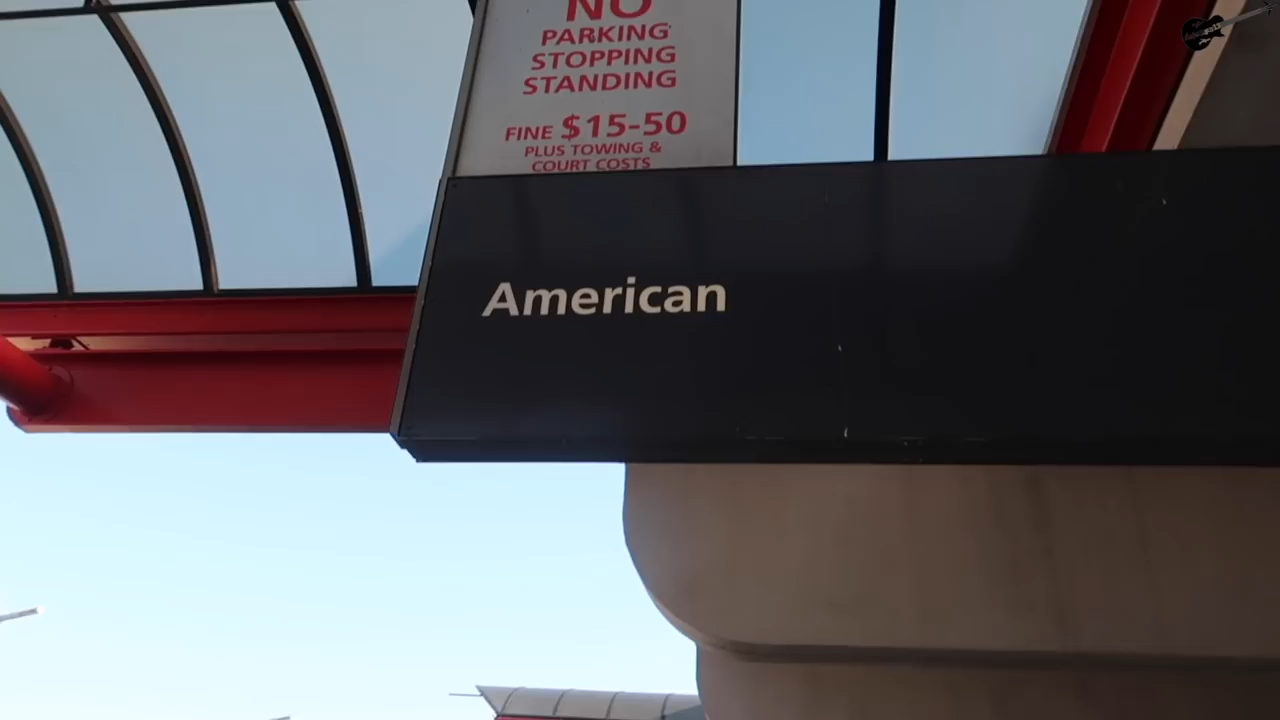 NO
PARKING
STOPPING
STANDING
FINE $15-50
PLUS TOWING &
COURT COSTS
American